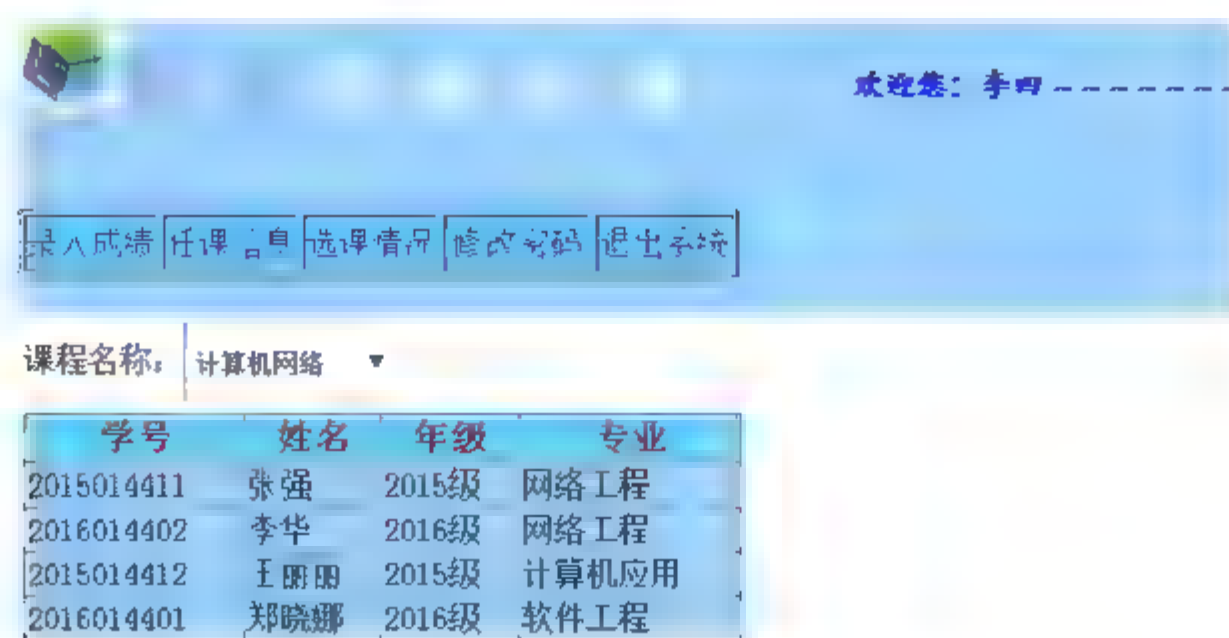 欢迎您：李四
录入成绩 任课信息 选课情况 修改密码 退出系统
课程名称： 计算机网络
学号 姓名 年级 专业
2015014411 张强 2015级 网络工程
2016014402 李华 2016级 网络工程
2015014412 王丽丽 2015级 计算机应用
2016014401 郑晓娜 2016级 软件工程